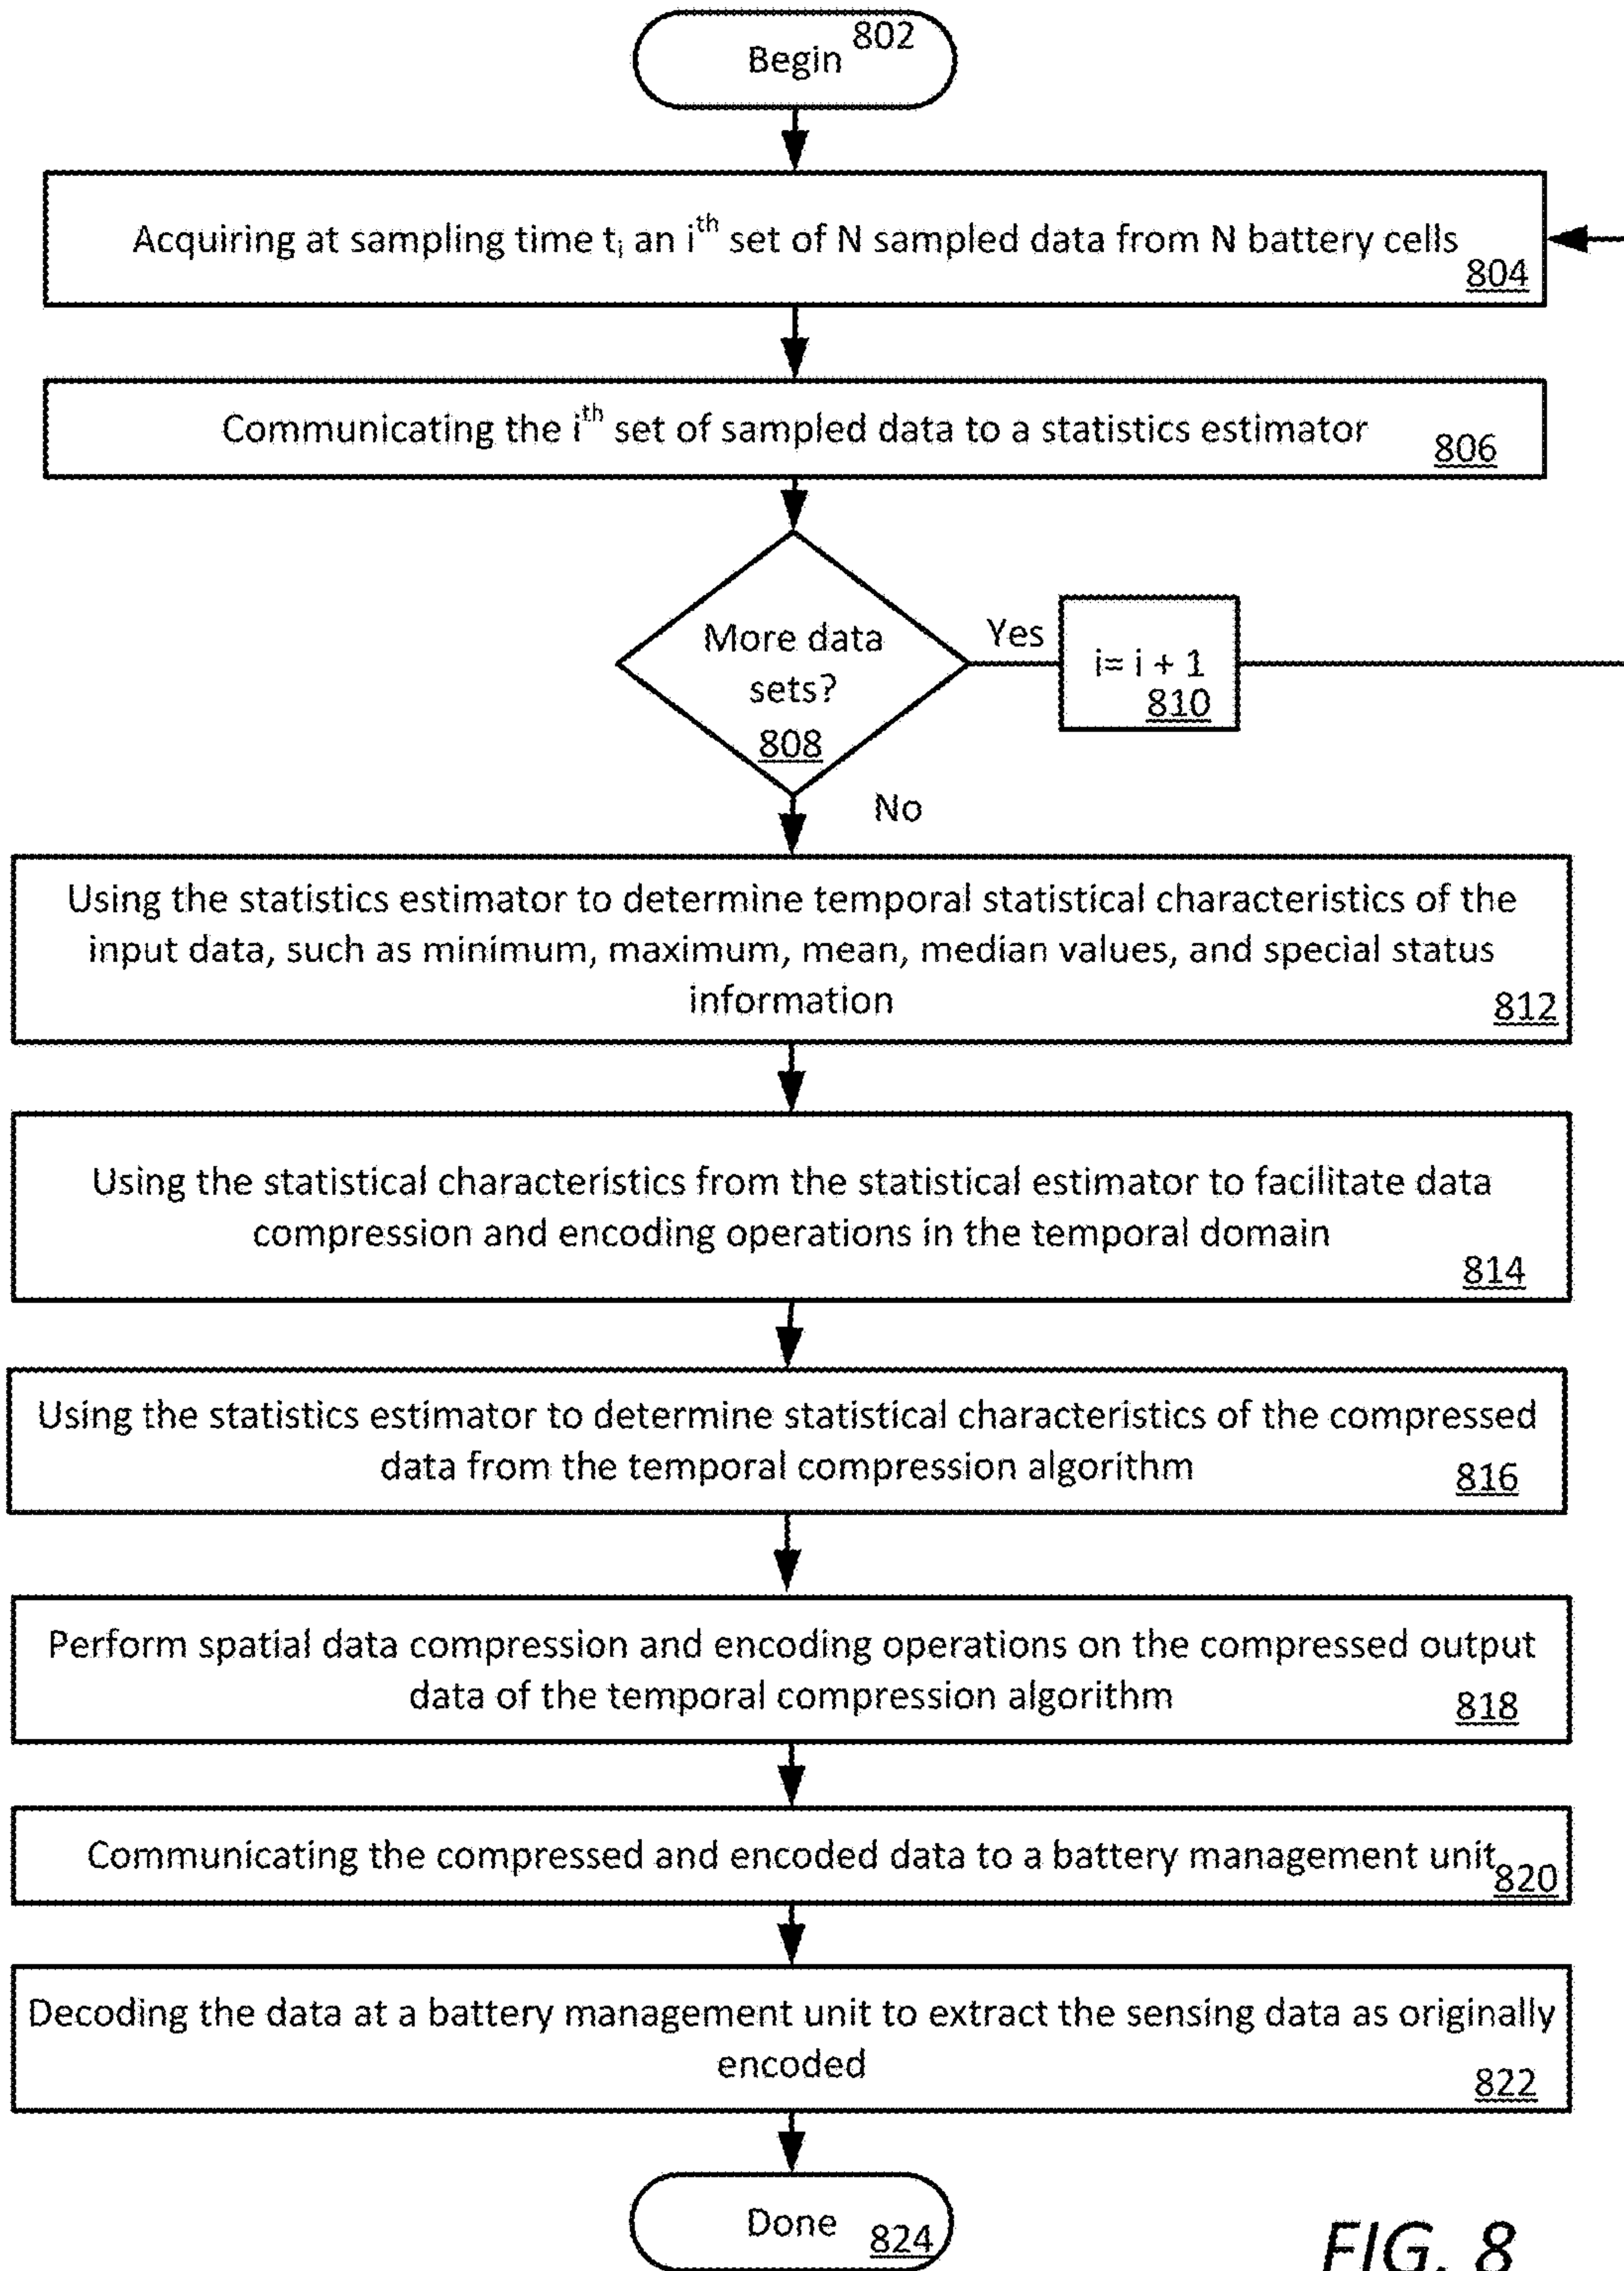 Begin 802
Acquiring at sampling time tᵢ an iᵗʰ set of N sampled data from N battery cells
804
Communicating the iᵗʰ set of sampled data to a statistics estimator
806
More data
sets?
808
Yes
i= i + 1
810
No
Using the statistics estimator to determine temporal statistical characteristics of the
input data, such as minimum, maximum, mean, median values, and special status
information
812
Using the statistical characteristics from the statistical estimator to facilitate data
compression and encoding operations in the temporal domain
814
Using the statistics estimator to determine statistical characteristics of the compressed
data from the temporal compression algorithm
816
Perform spatial data compression and encoding operations on the compressed output
data of the temporal compression algorithm
818
Communicating the compressed and encoded data to a battery management unit
820
Decoding the data at a battery management unit to extract the sensing data as originally
encoded
822
Done 824
FIG. 8